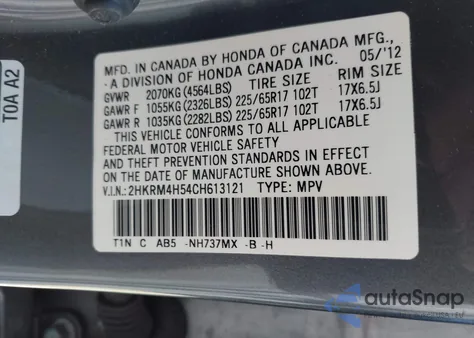 MFD. IN CANADA BY HONDA OF CANADA MFG.,
A DIVISION OF HONDA CANADA INC. 05/'12
GVWR 2070KG (4564LBS) TIRE SIZE RIM SIZE
GAWR F 1055KG (2326LBS) 225/65R17 102T 17X6.5J
GAWR R 1035KG (2282LBS) 225/65R17 102T 17X6.5J
THIS VEHICLE CONFORMS TO ALL APPLICABLE
FEDERAL MOTOR VEHICLE SAFETY
AND THEFT PREVENTION STANDARDS IN EFFECT
ON THE DATE OF MANUFACTURE SHOWN ABOVE.
V.I.N: 2HKRM4H54CH613121 TYPE: MPV
T1N C AB5 -NH737MX -B -H
TOA A2
autoSnap